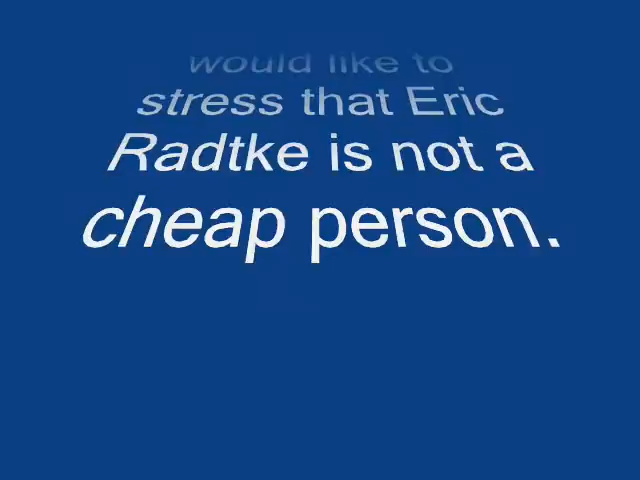 would like to
stress that Eric
Radtke is not a
cheap person.